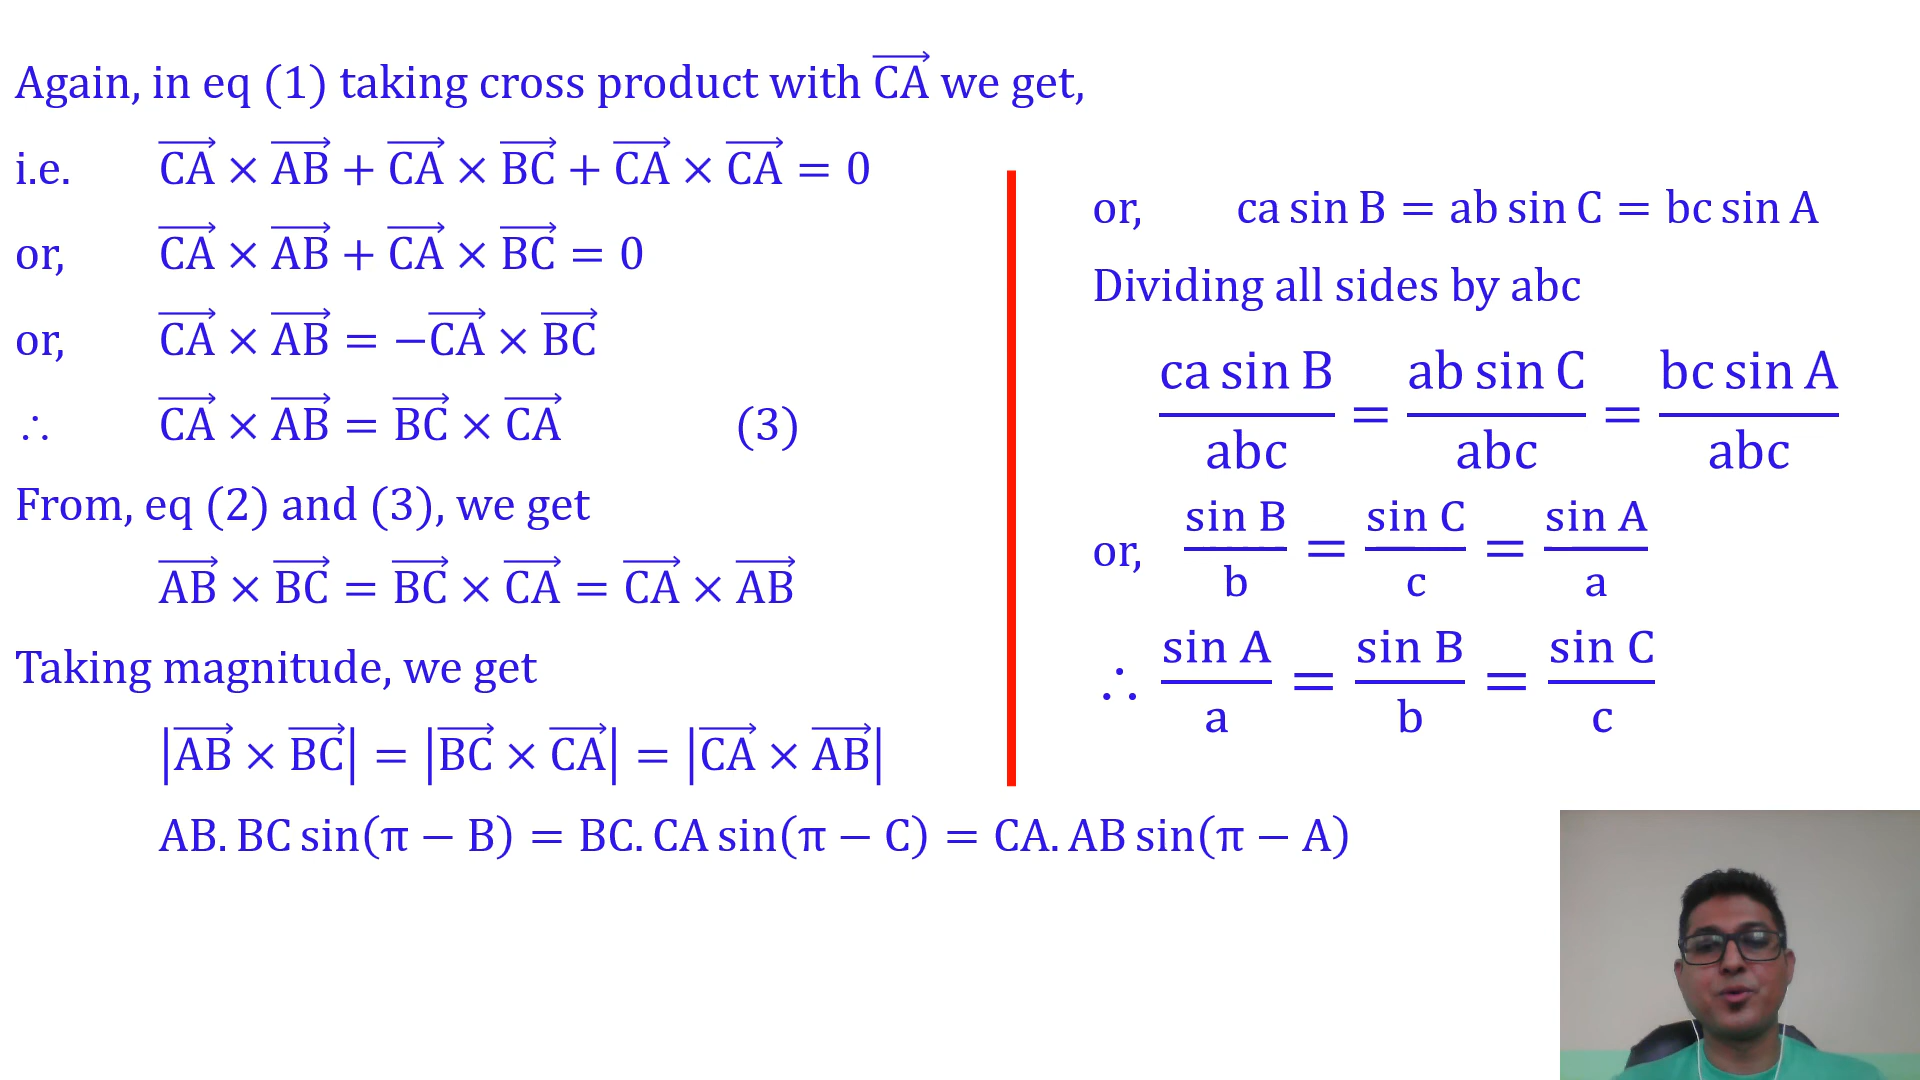 Again, in eq (1) taking cross product with $\overrightarrow{CA}$ we get,
i.e. $\overrightarrow{CA} \times \overrightarrow{AB} + \overrightarrow{CA} \times \overrightarrow{BC} + \overrightarrow{CA} \times \overrightarrow{CA} = 0$
or, $\overrightarrow{CA} \times \overrightarrow{AB} + \overrightarrow{CA} \times \overrightarrow{BC} = 0$
or, $\overrightarrow{CA} \times \overrightarrow{AB} = -\overrightarrow{CA} \times \overrightarrow{BC}$
∴ $\overrightarrow{CA} \times \overrightarrow{AB} = \overrightarrow{BC} \times \overrightarrow{CA}$ (3)
From, eq (2) and (3), we get
$\overrightarrow{AB} \times \overrightarrow{BC} = \overrightarrow{BC} \times \overrightarrow{CA} = \overrightarrow{CA} \times \overrightarrow{AB}$
Taking magnitude, we get
$|\overrightarrow{AB} \times \overrightarrow{BC}| = |\overrightarrow{BC} \times \overrightarrow{CA}| = |\overrightarrow{CA} \times \overrightarrow{AB}|$
AB. BC sin(π − B) = BC. CA sin(π − C) = CA. AB sin(π − A)
or, ca sin B = ab sin C = bc sin A
Dividing all sides by abc
$\frac{ca \sin B}{abc} = \frac{ab \sin C}{abc} = \frac{bc \sin A}{abc}$
or, $\frac{\sin B}{b} = \frac{\sin C}{c} = \frac{\sin A}{a}$
∴ $\frac{\sin A}{a} = \frac{\sin B}{b} = \frac{\sin C}{c}$